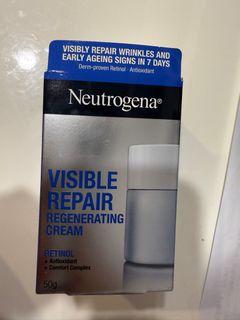 VISIBLY REPAIR WRINKLES AND
EARLY AGEING SIGNS IN 7 DAYS
Derm-proven Retinol · Antioxidant
Neutrogena®
VISIBLE
REPAIR
REGENERATING
CREAM
RETINOL
+ Antioxidant
+ Comfort Complex
50g